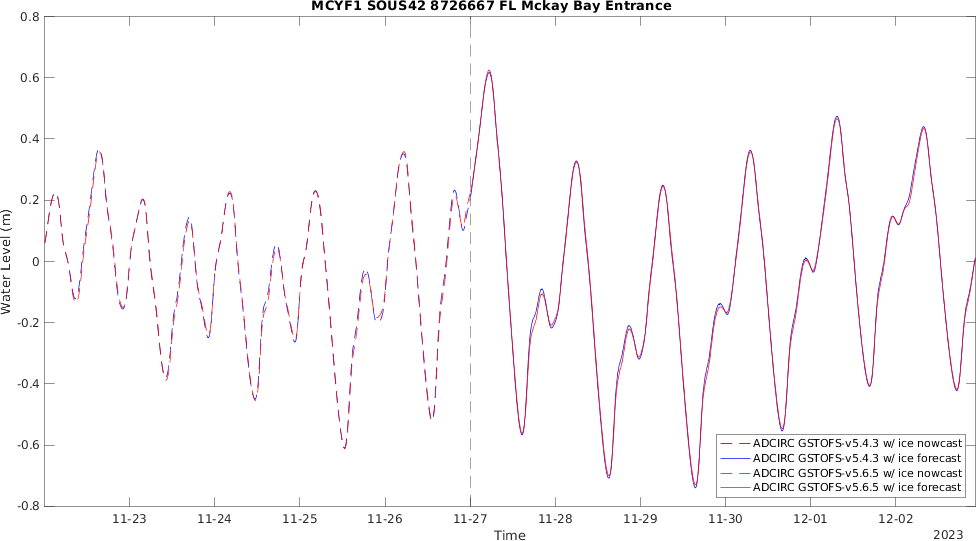 MCYF1 SOUS42 8726667 FL Mckay Bay Entrance
0.8
0.6
0.4
0.2
0
-0.2
-0.4
-0.6
-0.8
Water Level (m)
ADCIRC GSTOFS-v5.4.3 w/ ice nowcast
ADCIRC GSTOFS-v5.4.3 w/ ice forecast
ADCIRC GSTOFS-v5.6.5 w/ ice nowcast
ADCIRC GSTOFS-v5.6.5 w/ ice forecast
11-23 11-24 11-25 11-26 11-27 11-28 11-29 11-30 12-01 12-02
Time
2023